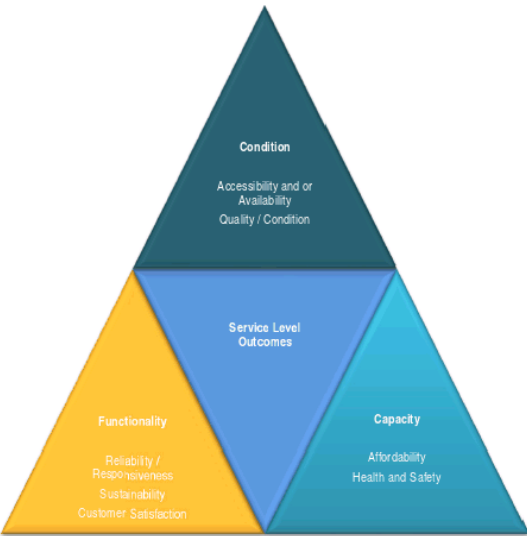 Condition
Accessibility and or
Availability
Quality / Condition
Service Level
Outcomes
Functionality
Reliability /
Responsiveness
Sustainability
Customer Satisfaction
Capacity
Affordability
Health and Safety